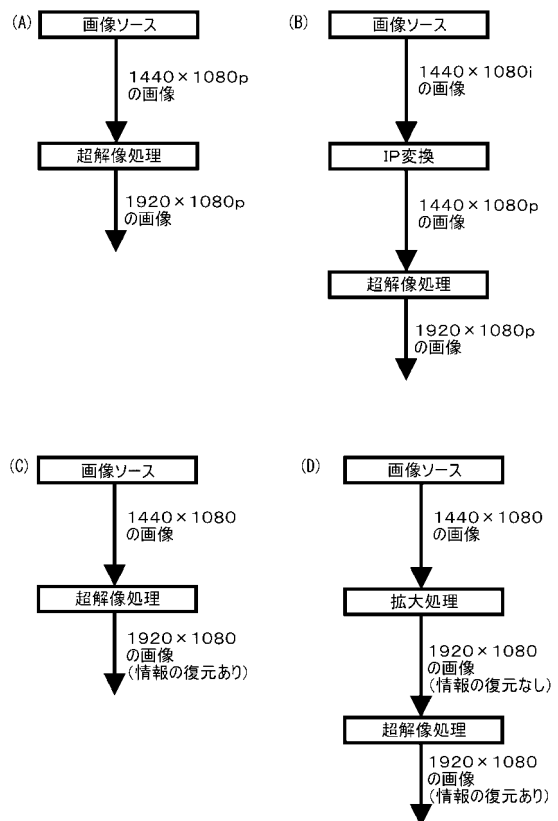 (A)
画像ソース
1440×1080p
の画像
超解像処理
1920×1080p
の画像
(B)
画像ソース
1440×1080i
の画像
IP変換
1440×1080p
の画像
超解像処理
1920×1080p
の画像
(C)
画像ソース
1440×1080
の画像
超解像処理
1920×1080
の画像
(情報の復元あり)
(D)
画像ソース
1440×1080
の画像
拡大処理
1920×1080
の画像
(情報の復元なし)
超解像処理
1920×1080
の画像
(情報の復元あり)